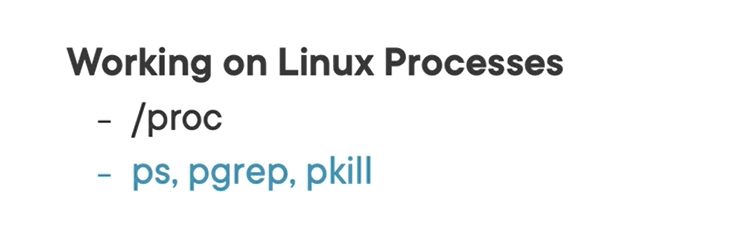 Working on Linux Processes
– /proc
– ps, pgrep, pkill